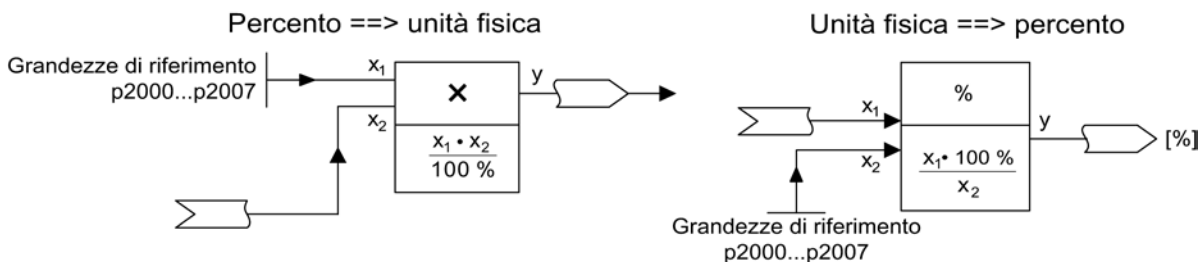 Percento ==> unità fisica
Grandezze di riferimento
p2000...p2007
x1
x2
×
x1 • x2
100 %
y
Unità fisica ==> percento
x1
x2
%
x1 • 100 %
x2
y
[%]
Grandezze di riferimento
p2000...p2007